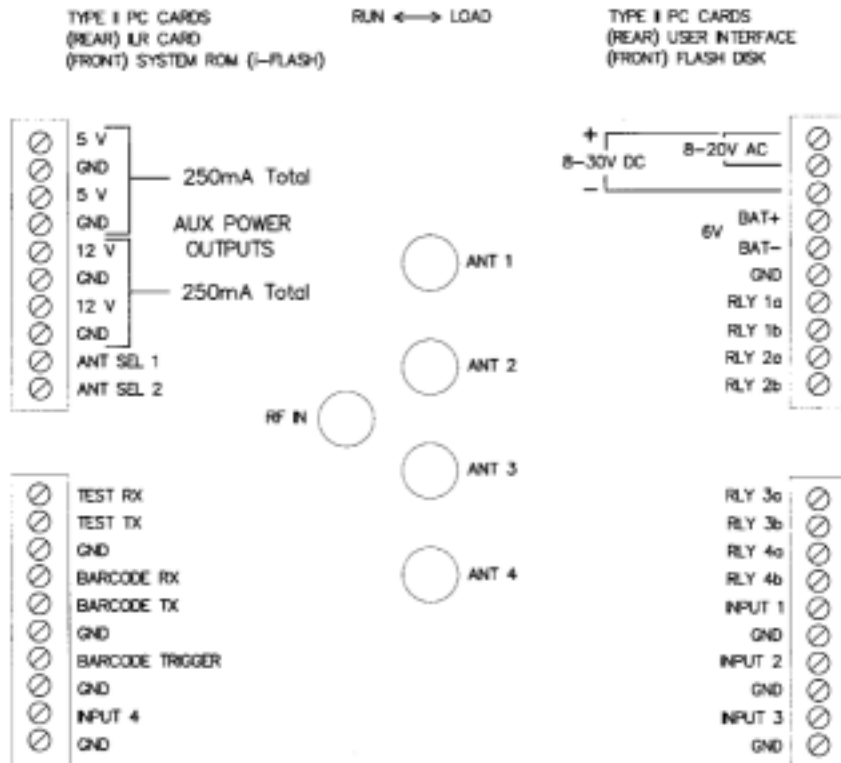 TYPE II PC CARDS
(REAR) ILR CARD
(FRONT) SYSTEM ROM (i-FLASH)
RUN ⟷ LOAD
TYPE II PC CARDS
(REAR) USER INTERFACE
(FRONT) FLASH DISK
5 V
GND
5 V
GND
250mA Total
AUX POWER
OUTPUTS
12 V
GND
12 V
GND
250mA Total
ANT SEL 1
ANT SEL 2
RF IN
ANT 1
ANT 2
ANT 3
ANT 4
+
8-30V DC
-
8-20V AC
6V
BAT+
BAT-
GND
RLY 1a
RLY 1b
RLY 2a
RLY 2b
TEST RX
TEST TX
GND
BARCODE RX
BARCODE TX
GND
BARCODE TRIGGER
GND
INPUT 4
GND
RLY 3a
RLY 3b
RLY 4a
RLY 4b
INPUT 1
GND
INPUT 2
GND
INPUT 3
GND